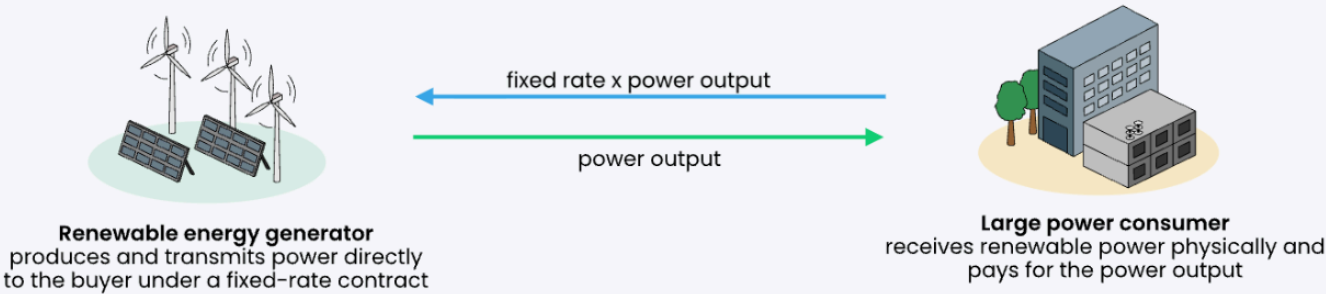 fixed rate x power output
power output
Renewable energy generator
produces and transmits power directly
to the buyer under a fixed-rate contract
Large power consumer
receives renewable power physically and
pays for the power output